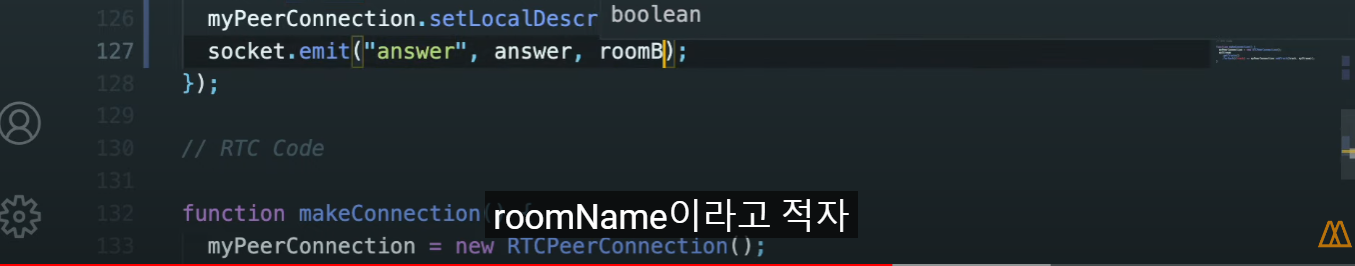 boolean
126 myPeerConnection.setLocalDescr
127 socket.emit("answer", answer, roomB);
128 });
129
130 // RTC Code
131
132 function makeConnection() {
roomName이라고 적자
133 myPeerConnection = new RTCPeerConnection();